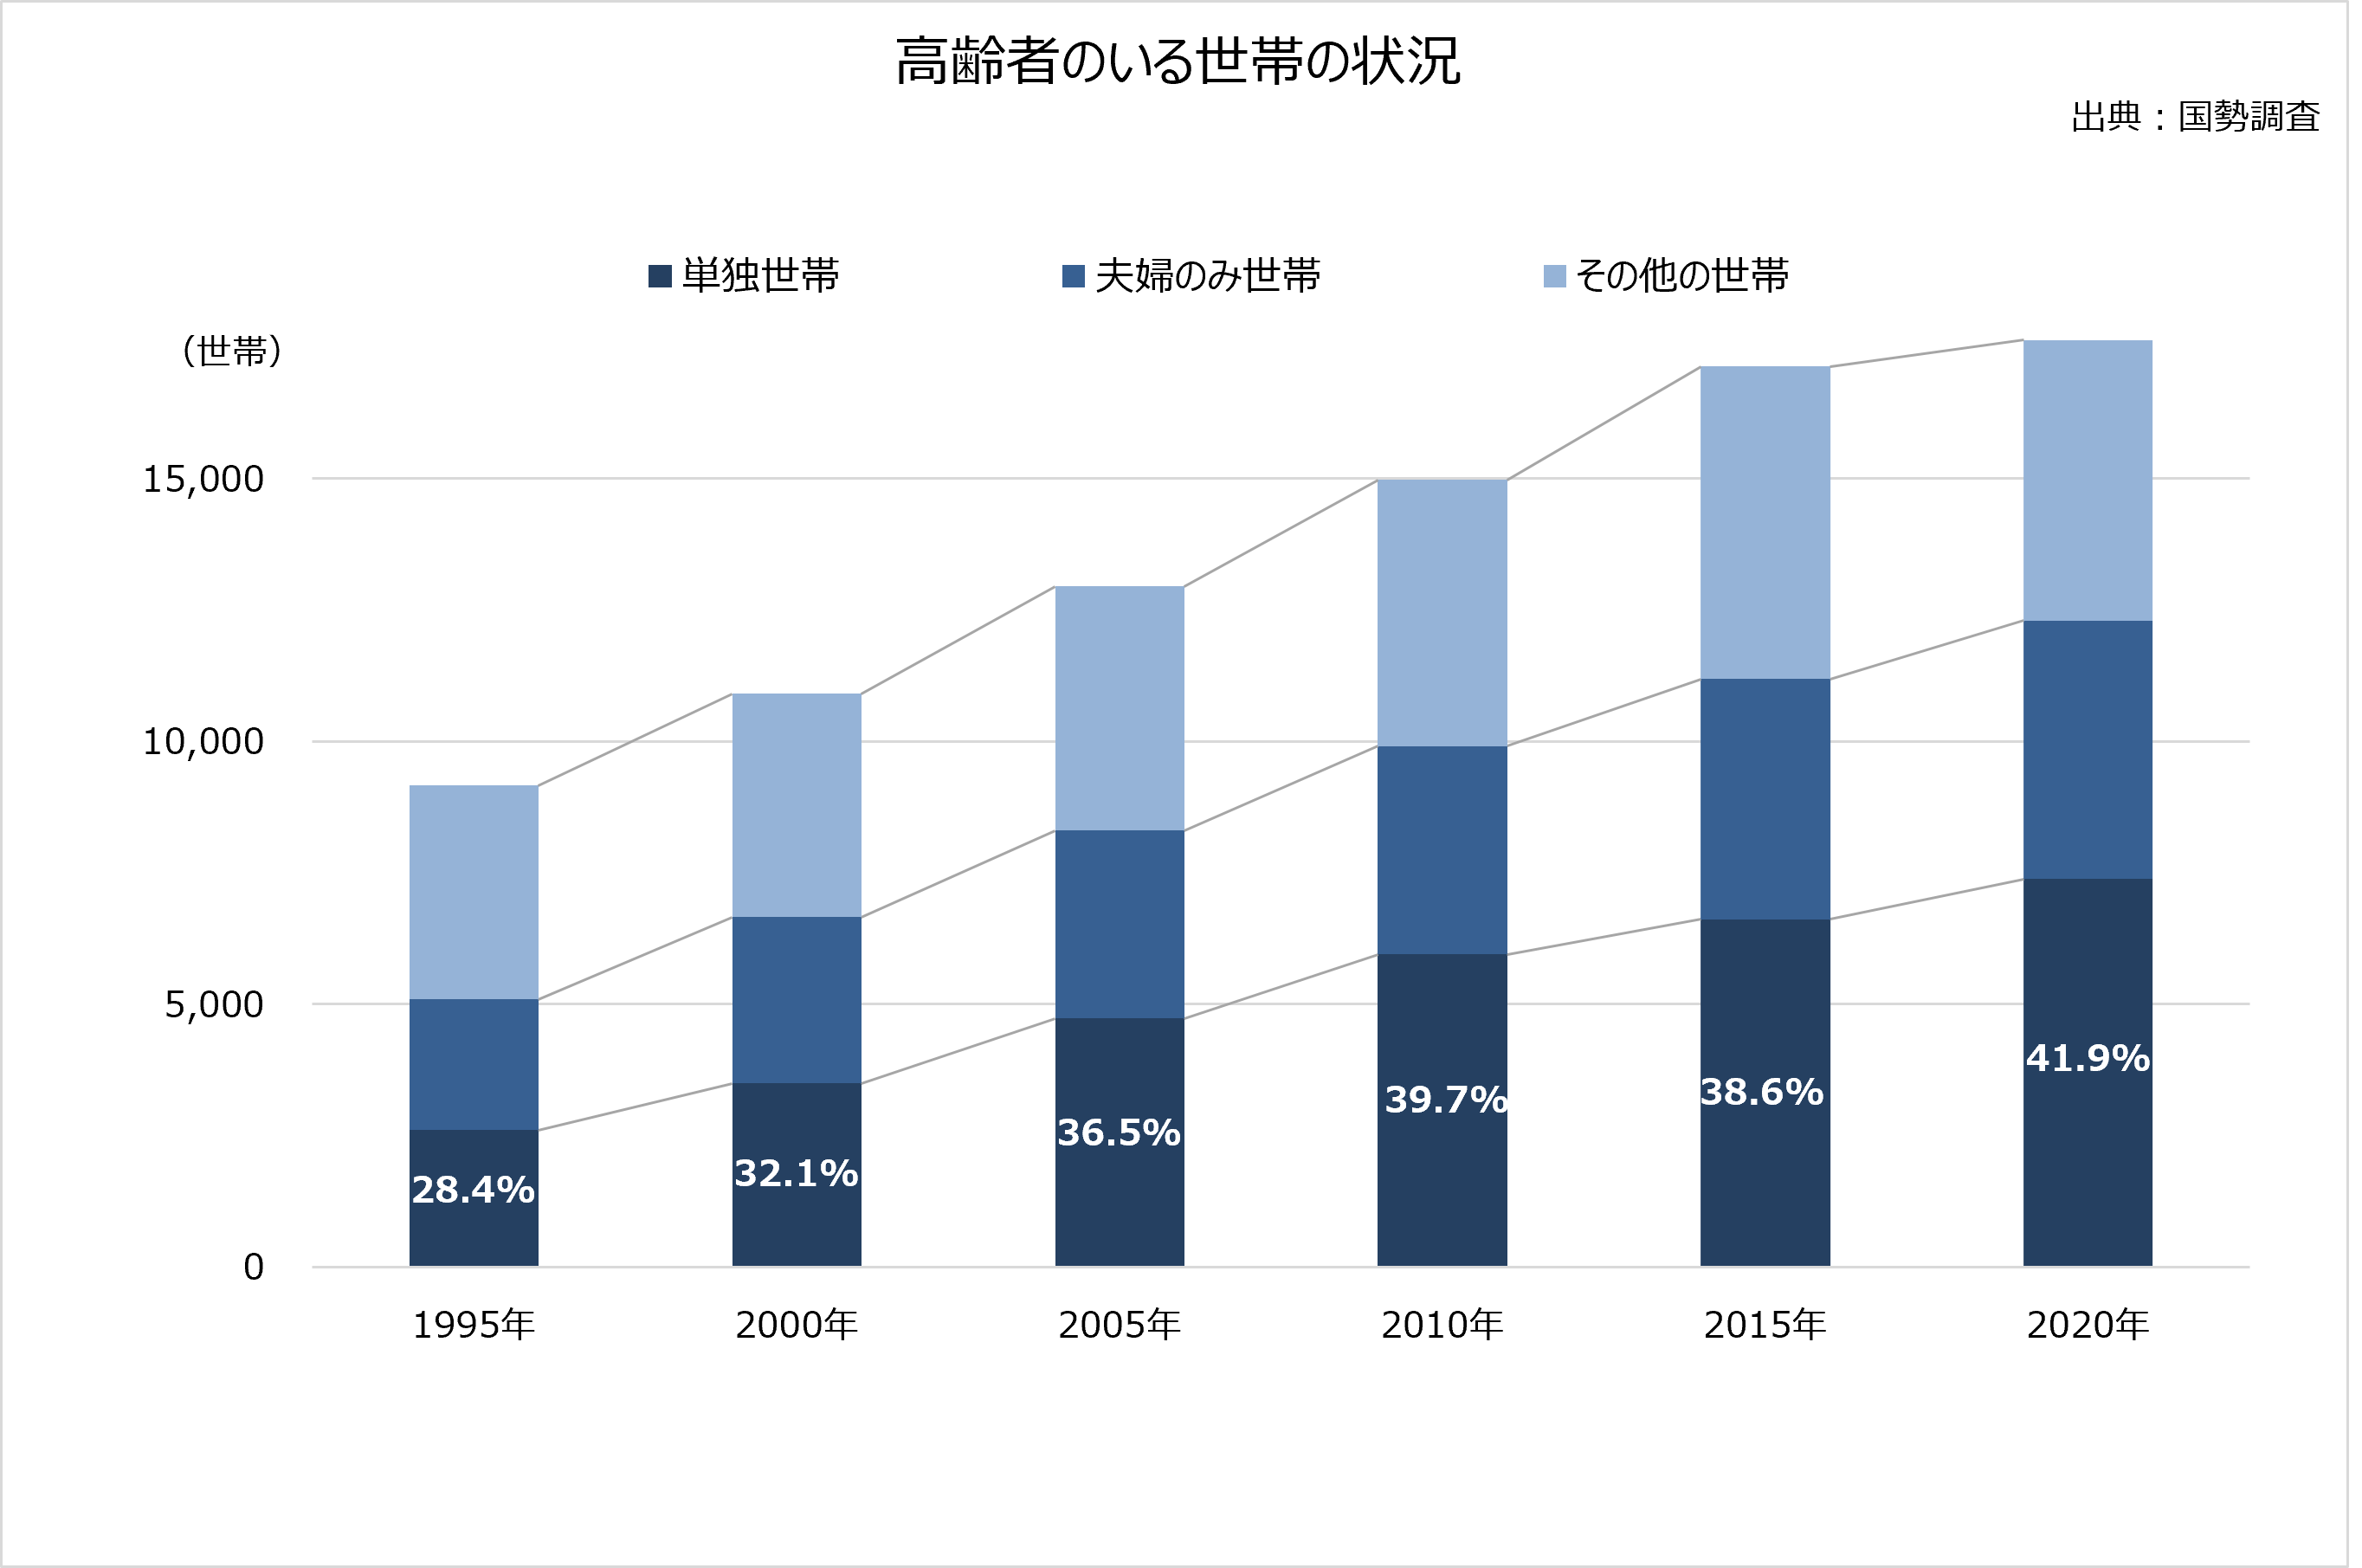 高齢者のいる世帯の状況
出典：国勢調査
単独世帯 夫婦のみ世帯 その他の世帯
（世帯）
15,000
10,000
5,000
0
28.4% 32.1% 36.5% 39.7% 38.6% 41.9%
1995年 2000年 2005年 2010年 2015年 2020年